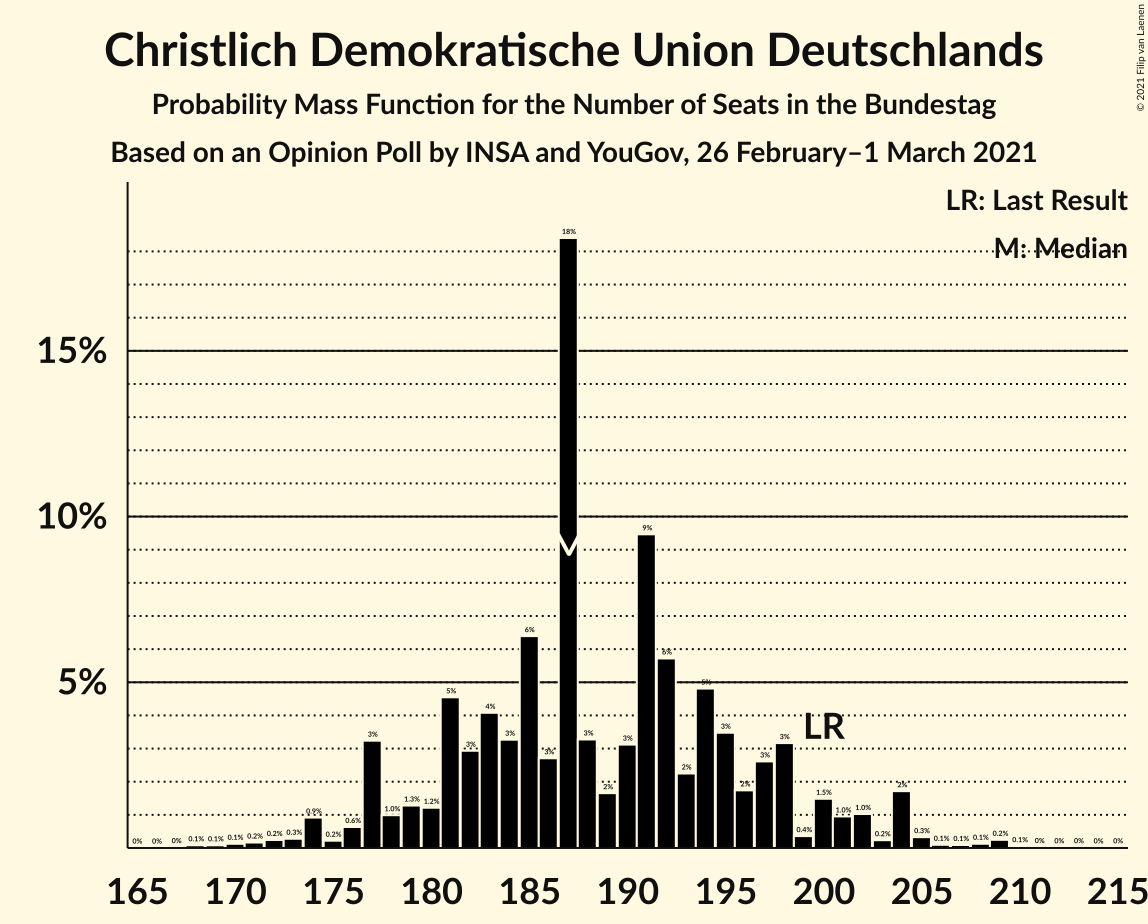 Christlich Demokratische Union Deutschlands
Probability Mass Function for the Number of Seats in the Bundestag
Based on an Opinion Poll by INSA and YouGov, 26 February–1 March 2021
© 2021 Filip van Laenen
LR: Last Result
M: Median
15%
10%
5%
0% 0% 0% 0.1% 0.1% 0.1% 0.2% 0.2% 0.3% 0.9% 0.2% 0.6% 3% 1.0% 1.3% 1.2% 5% 3% 4% 3% 6% 3% 18% 3% 2% 3% 9% 6% 2% 5% 3% 2% 3% 3% 0.4% 1.5% 1.0% 1.0% 0.2% 2% 0.3% 0.1% 0.1% 0.1% 0.2% 0.1% 0% 0% 0% 0% 0%
LR
165 170 175 180 185 190 195 200 205 210 215